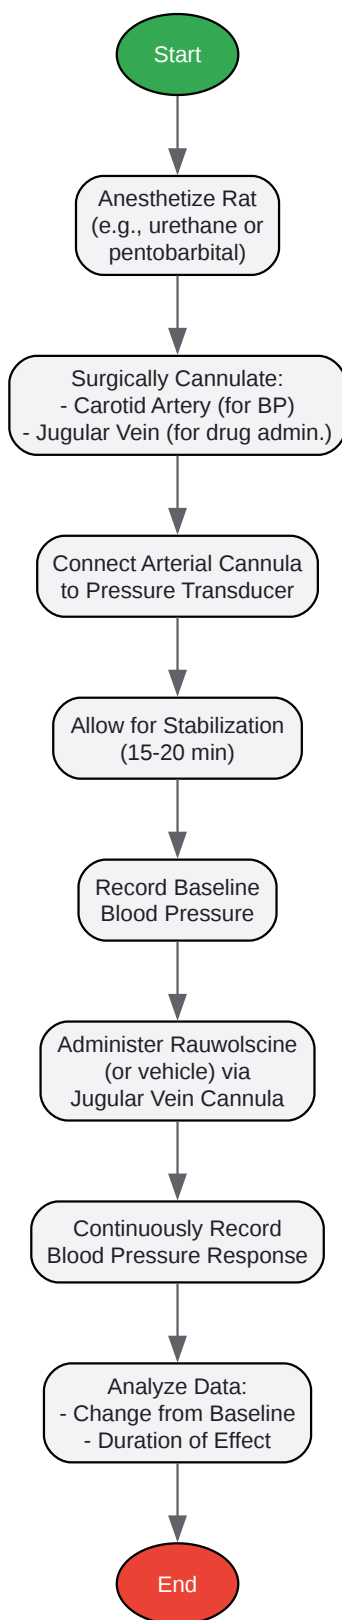 Start
Anesthetize Rat
(e.g., urethane or
pentobarbital)
Surgically Cannulate:
- Carotid Artery (for BP)
- Jugular Vein (for drug admin.)
Connect Arterial Cannula
to Pressure Transducer
Allow for Stabilization
(15-20 min)
Record Baseline
Blood Pressure
Administer Rauwolscine
(or vehicle) via
Jugular Vein Cannula
Continuously Record
Blood Pressure Response
Analyze Data:
- Change from Baseline
- Duration of Effect
End